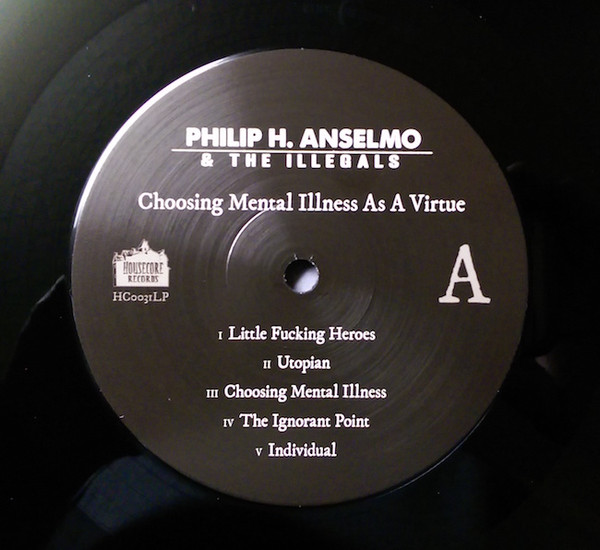 PHILIP H. ANSELMO
& THE ILLEGALS
Choosing Mental Illness As A Virtue
HOUSECORE
RECORDS
HC0031LP
A
I Little Fucking Heroes
II Utopian
III Choosing Mental Illness
IV The Ignorant Point
V Individual